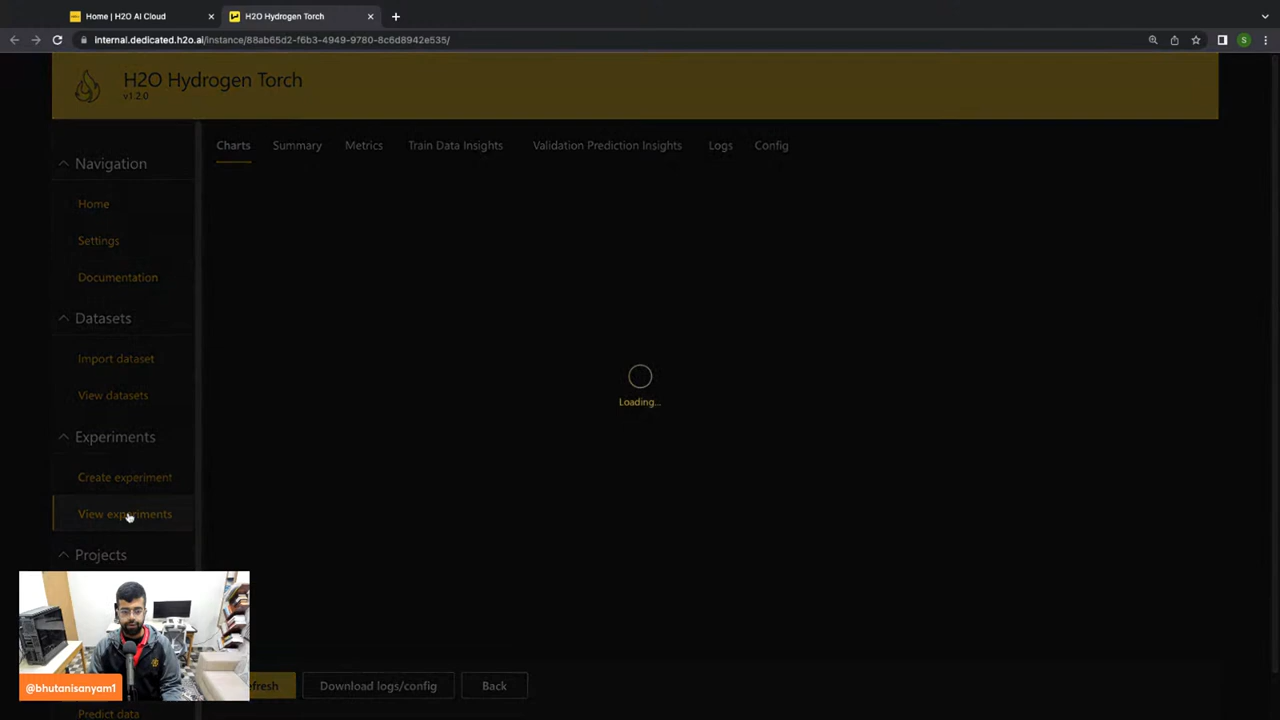 Home | H2O AI Cloud
H2O Hydrogen Torch
internal.dedicated.h2o.ai/instance/88ab65d2-f6b3-4949-9780-8c6d8942e535/
S
H2O Hydrogen Torch
v1.2.0
Charts Summary Metrics Train Data Insights Validation Prediction Insights Logs Config
Navigation
Home
Settings
Documentation
Datasets
Import dataset
View datasets
Experiments
Create experiment
View experiments
Projects
Loading...
efresh Download logs/config Back
@bhutanisanyam1
Predict data